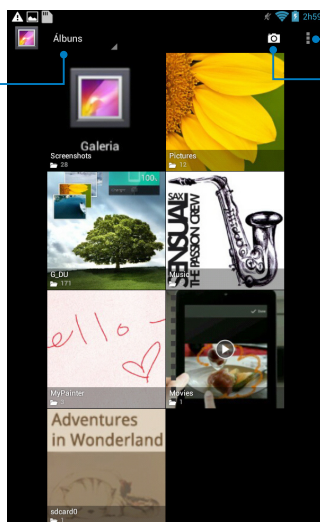 2h59
Álbuns
Galeria
Screenshots
28
Pictures
12
100%
G_DU
171
SAX
SENSUAL
THE PASSION CREW
Music
ello-
MyPainter
Movies
1
Adventures
in Wonderland
sdcard0
1